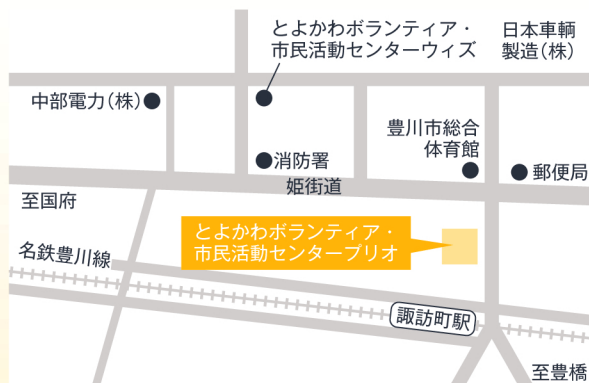 とよかわボランティア・
市民活動センターウィズ
日本車輌
製造(株)
中部電力(株)
豊川市総合
体育館
消防署
郵便局
姫街道
至国府
とよかわボランティア・
市民活動センタープリオ
名鉄豊川線
諏訪町駅
至豊橋